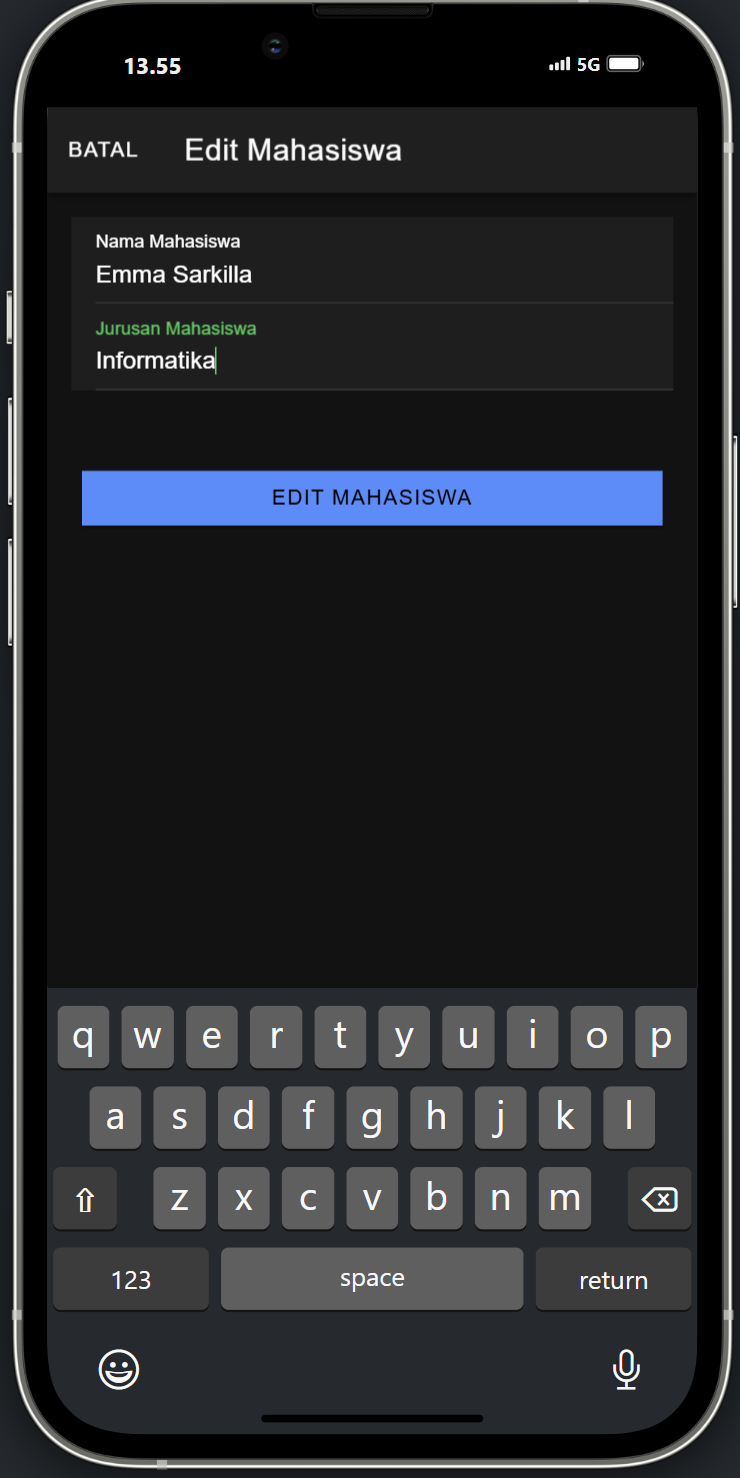 13.55
5G
BATAL
Edit Mahasiswa
Nama Mahasiswa
Emma Sarkilla
Jurusan Mahasiswa
Informatika
EDIT MAHASISWA
q w e r t y u i o p
a s d f g h j k l
z x c v b n m
123 space return